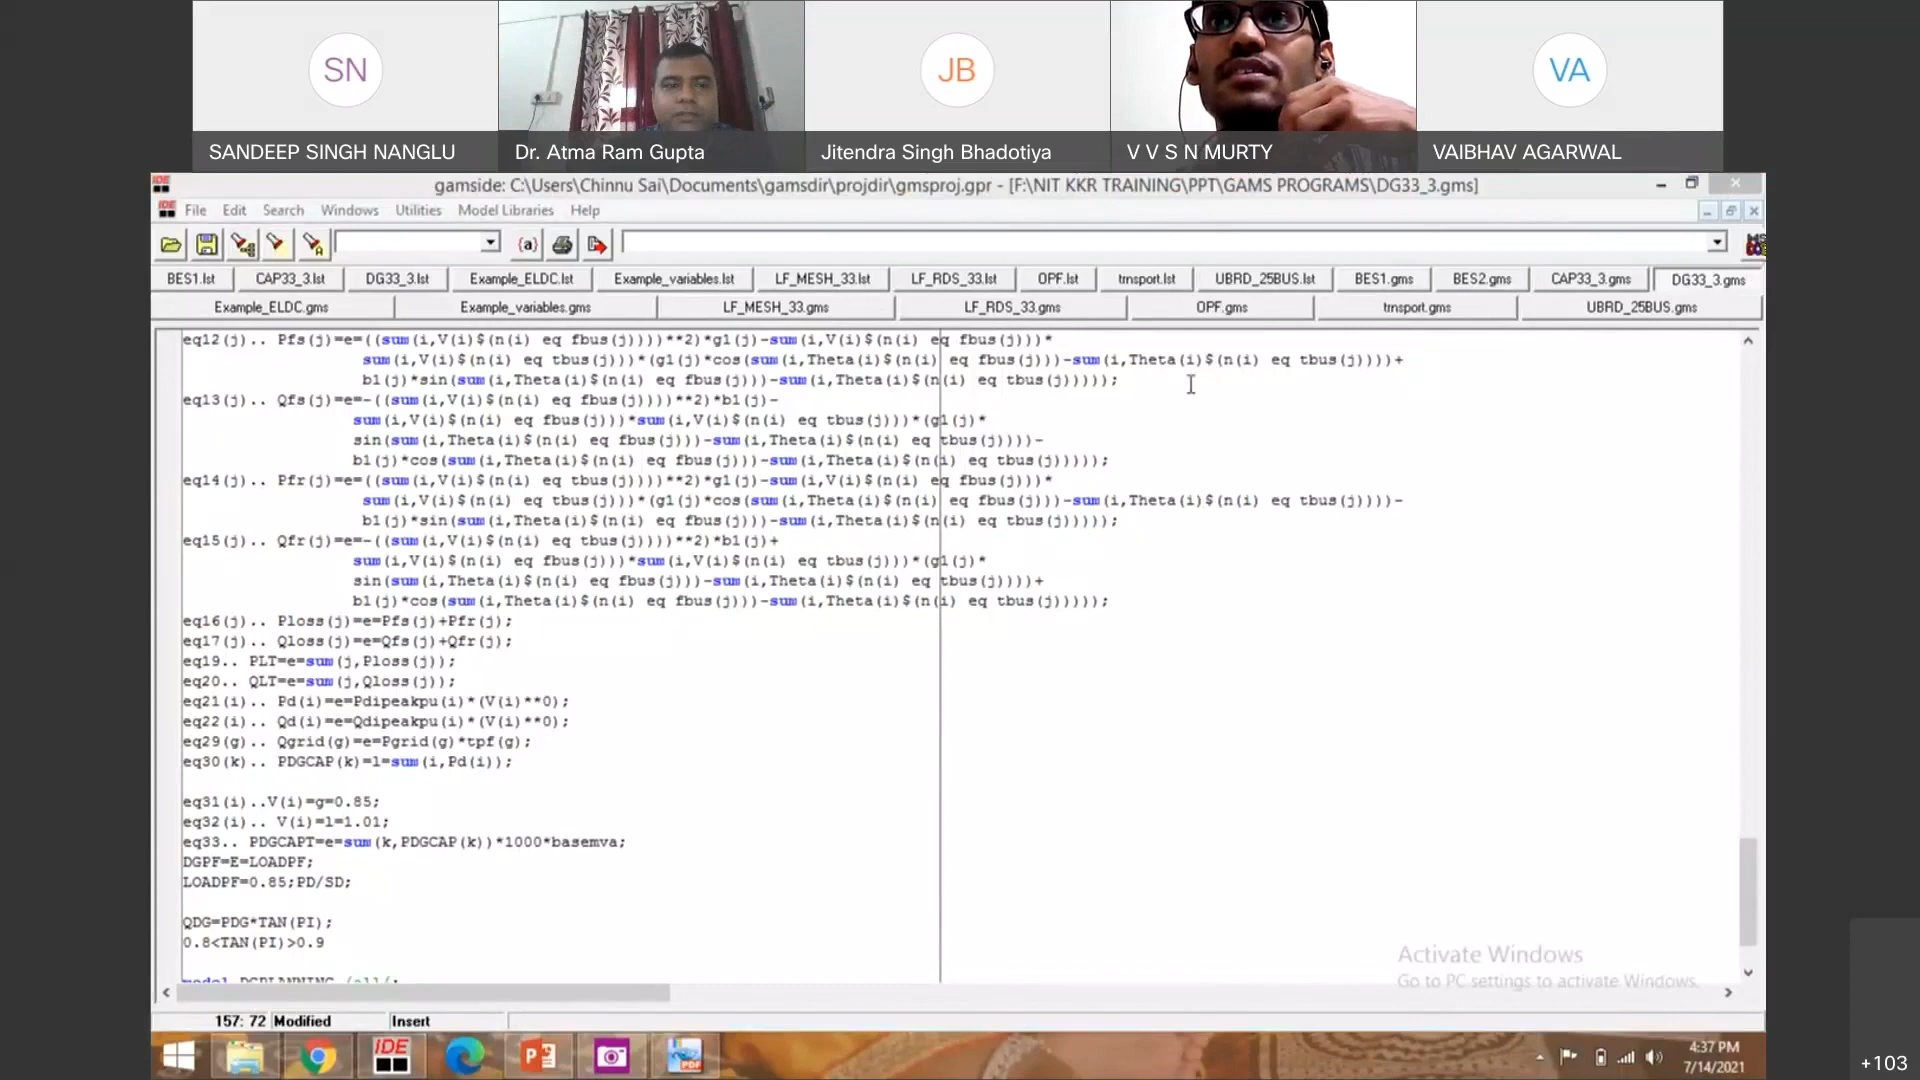 SN
JB
VA
SANDEEP SINGH NANGLU
Dr. Atma Ram Gupta
Jitendra Singh Bhadotiya
V V S N MURTY
VAIBHAV AGARWAL
gamside: C:\Users\Chinnu Sai\Documents\gamsdir\projdir\gmsproj.gpr - [F:\NIT KKR TRAINING\PPT\GAMS PROGRAMS\DG33_3.gms]
File Edit Search Windows Utilities Model Libraries Help
{a}
BES1.lst CAP33_3.lst DG33_3.lst Example_ELDC.lst Example_variables.lst LF_MESH_33.lst LF_RDS_33.lst OPF.lst trnsport.lst UBRD_25BUS.lst BES1.gms BES2.gms CAP33_3.gms DG33_3.gms
Example_ELDC.gms Example_variables.gms LF_MESH_33.gms LF_RDS_33.gms OPF.gms trnsport.gms UBRD_25BUS.gms
eq12(j).. Pfs(j)=e=((sum(i,V(i)$(n(i) eq fbus(j))))**2)*g1(j)-sum(i,V(i)$(n(i) eq fbus(j)))*
sum(i,V(i)$(n(i) eq tbus(j)))*(g1(j)*cos(sum(i,Theta(i)$(n(i) eq fbus(j)))-sum(i,Theta(i)$(n(i) eq tbus(j))))+
b1(j)*sin(sum(i,Theta(i)$(n(i) eq fbus(j)))-sum(i,Theta(i)$(n(i) eq tbus(j)))));
eq13(j).. Qfs(j)=e=-((sum(i,V(i)$(n(i) eq fbus(j))))**2)*b1(j)-
sum(i,V(i)$(n(i) eq fbus(j)))*sum(i,V(i)$(n(i) eq tbus(j)))*(g1(j)*
sin(sum(i,Theta(i)$(n(i) eq fbus(j)))-sum(i,Theta(i)$(n(i) eq tbus(j))))-
b1(j)*cos(sum(i,Theta(i)$(n(i) eq fbus(j)))-sum(i,Theta(i)$(n(i) eq tbus(j)))));
eq14(j).. Pfr(j)=e=((sum(i,V(i)$(n(i) eq tbus(j))))**2)*g1(j)-sum(i,V(i)$(n(i) eq fbus(j)))*
sum(i,V(i)$(n(i) eq tbus(j)))*(g1(j)*cos(sum(i,Theta(i)$(n(i) eq fbus(j)))-sum(i,Theta(i)$(n(i) eq tbus(j))))-
b1(j)*sin(sum(i,Theta(i)$(n(i) eq fbus(j)))-sum(i,Theta(i)$(n(i) eq tbus(j)))));
eq15(j).. Qfr(j)=e=-((sum(i,V(i)$(n(i) eq tbus(j))))**2)*b1(j)+
sum(i,V(i)$(n(i) eq fbus(j)))*sum(i,V(i)$(n(i) eq tbus(j)))*(g1(j)*
sin(sum(i,Theta(i)$(n(i) eq fbus(j)))-sum(i,Theta(i)$(n(i) eq tbus(j))))+
b1(j)*cos(sum(i,Theta(i)$(n(i) eq fbus(j)))-sum(i,Theta(i)$(n(i) eq tbus(j)))));
eq16(j).. Ploss(j)=e=Pfs(j)+Pfr(j);
eq17(j).. Qloss(j)=e=Qfs(j)+Qfr(j);
eq19.. PLT=e=sum(j,Ploss(j));
eq20.. QLT=e=sum(j,Qloss(j));
eq21(i).. Pd(i)=e=Pdipeakpu(i)*(V(i)**0);
eq22(i).. Qd(i)=e=Qdipeakpu(i)*(V(i)**0);
eq29(g).. Qgrid(g)=e=Pgrid(g)*tpf(g);
eq30(k).. PDGCAP(k)=l=sum(i,Pd(i));
eq31(i)..V(i)=g=0.85;
eq32(i).. V(i)=l=1.01;
eq33.. PDGCAPT=e=sum(k,PDGCAP(k))*1000*basemva;
DGPF=E=LOADPF;
LOADPF=0.85;PD/SD;
QDG=PDG*TAN(PI);
0.8<TAN(PI)>0.9
model DGPLANNING /all/;
Activate Windows
Go to PC settings to activate Windows.
157: 72 Modified Insert
IDE
PDF
4:37 PM
7/14/2021
+103